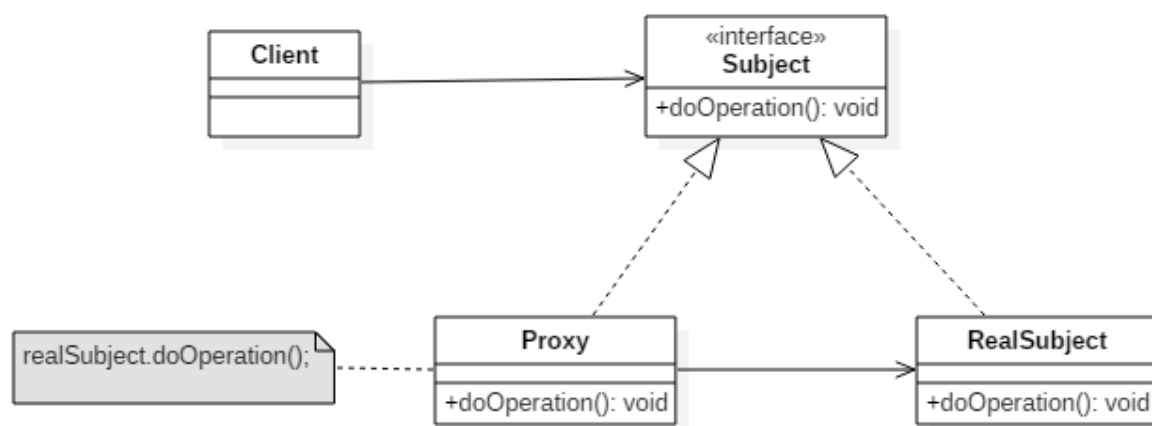 Client
«interface»
Subject
+doOperation(): void
realSubject.doOperation();
Proxy
+doOperation(): void
RealSubject
+doOperation(): void